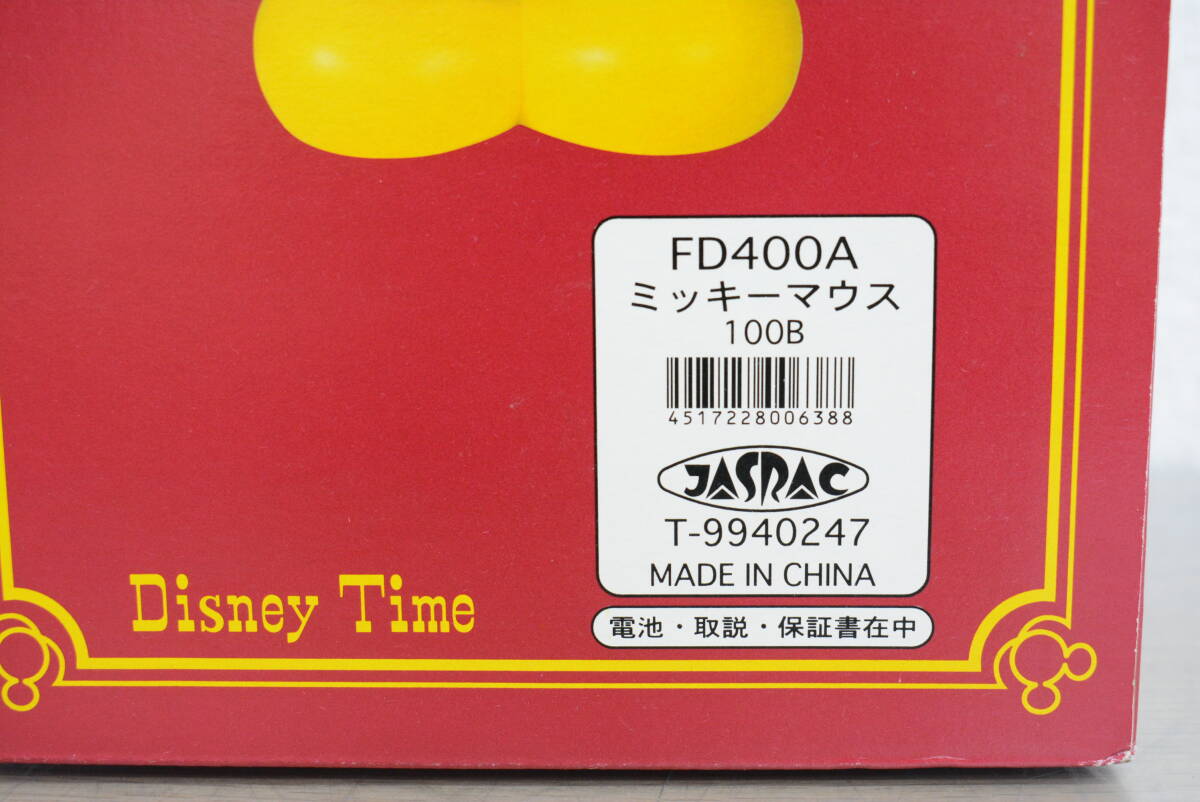 FD400A
ミッキーマウス
100B
4517228006388
JASRAC
T-9940247
MADE IN CHINA
電池・取説・保証書在中
Disney Time